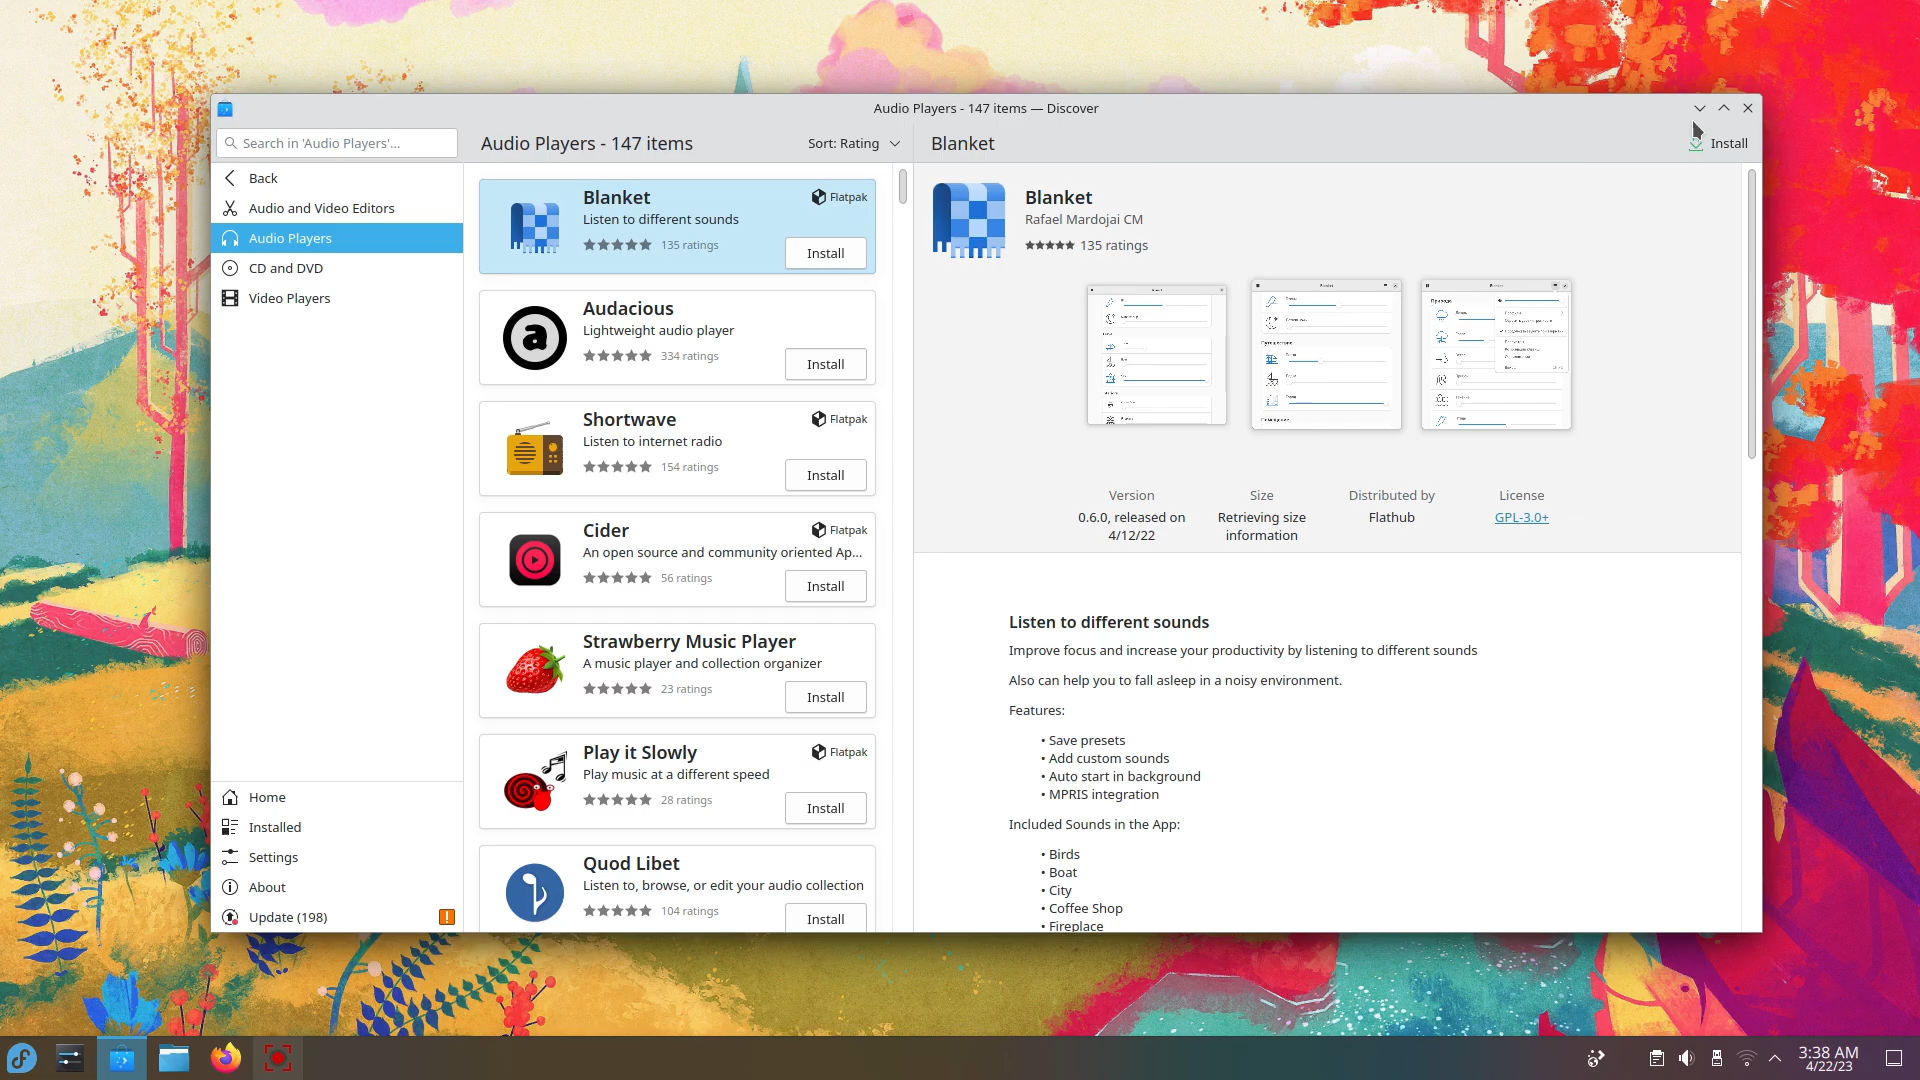 Audio Players - 147 items — Discover
Search in 'Audio Players'...
Audio Players - 147 items
Sort: Rating
Blanket
Install
Back
Audio and Video Editors
Audio Players
CD and DVD
Video Players
Home
Installed
Settings
About
Update (198)
Blanket
Flatpak
Listen to different sounds
135 ratings
Install
Audacious
Lightweight audio player
334 ratings
Install
Shortwave
Flatpak
Listen to internet radio
154 ratings
Install
Cider
Flatpak
An open source and community oriented Ap...
56 ratings
Install
Strawberry Music Player
A music player and collection organizer
23 ratings
Install
Play it Slowly
Flatpak
Play music at a different speed
28 ratings
Install
Quod Libet
Listen to, browse, or edit your audio collection
104 ratings
Install
Blanket
Rafael Mardojai CM
135 ratings
Version
0.6.0, released on
4/12/22
Size
Retrieving size
information
Distributed by
Flathub
License
GPL-3.0+
Listen to different sounds
Improve focus and increase your productivity by listening to different sounds
Also can help you to fall asleep in a noisy environment.
Features:
• Save presets
• Add custom sounds
• Auto start in background
• MPRIS integration
Included Sounds in the App:
• Birds
• Boat
• City
• Coffee Shop
• Fireplace
3:38 AM
4/22/23